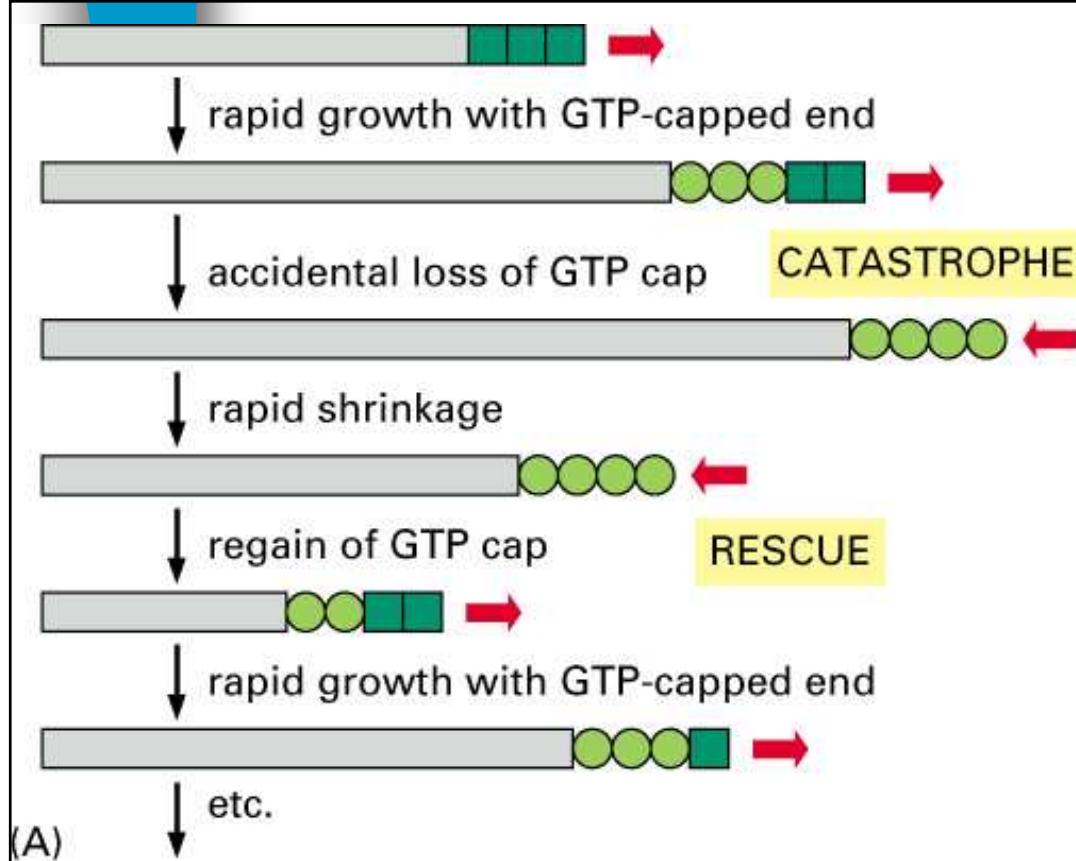 rapid growth with GTP-capped end
accidental loss of GTP cap
CATASTROPHE
rapid shrinkage
regain of GTP cap
RESCUE
rapid growth with GTP-capped end
etc.
(A)